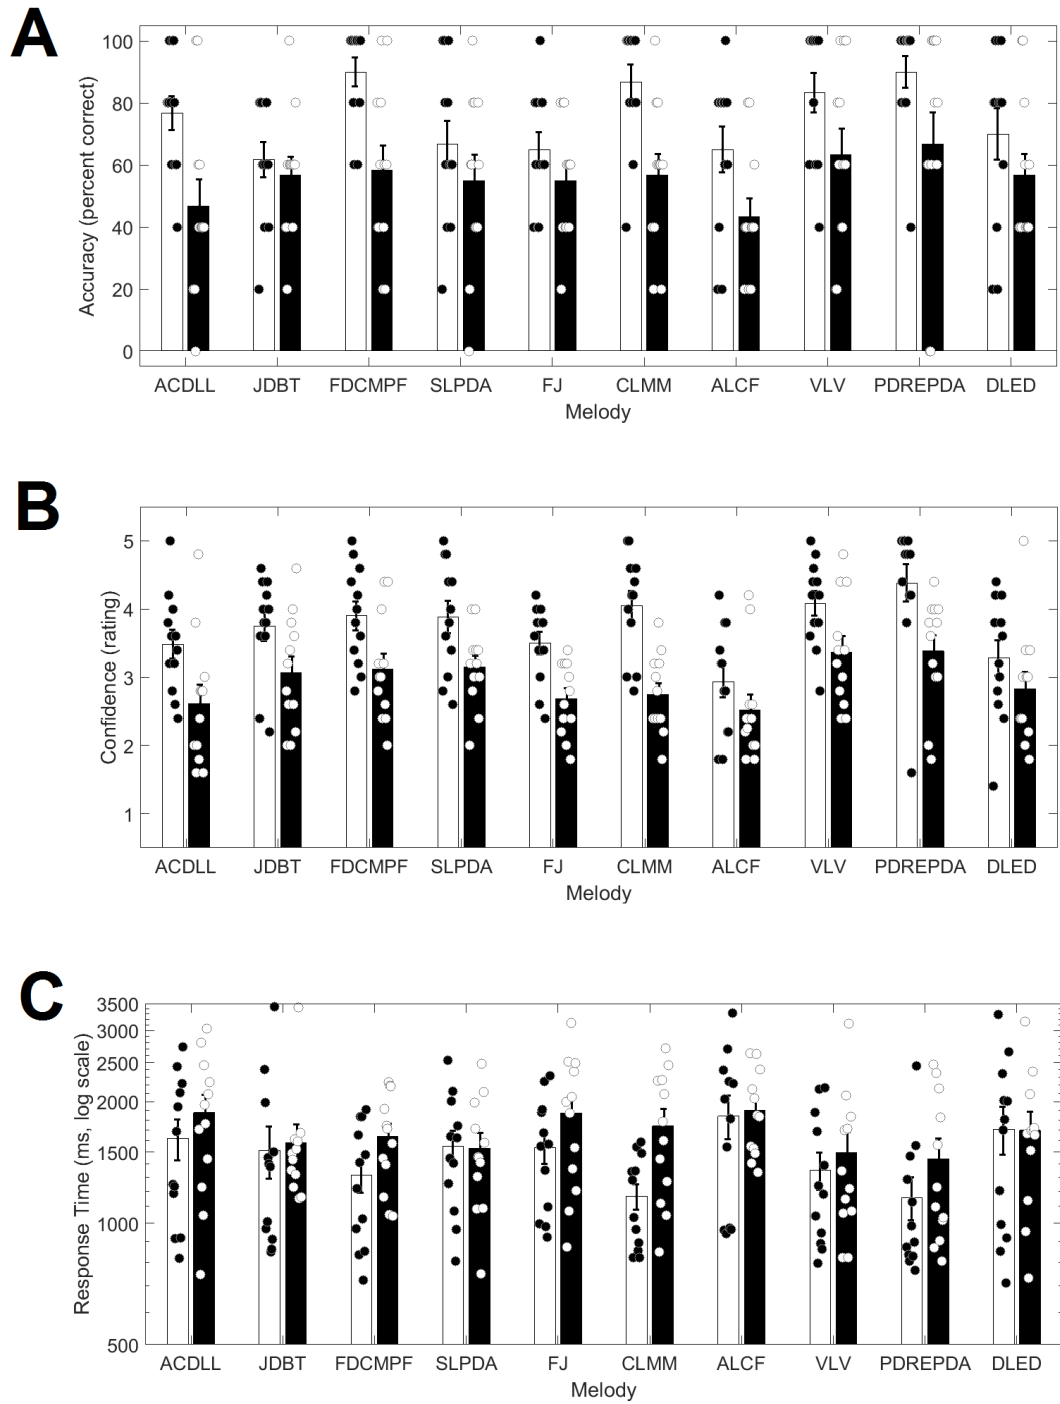 A
Accuracy (percent correct)
100
80
60
40
20
0
ACDLL JDBT FDCMPF SLPDA FJ CLMM ALCF VLV PDREPDA DLED
Melody
B
Confidence (rating)
5
4
3
2
1
ACDLL JDBT FDCMPF SLPDA FJ CLMM ALCF VLV PDREPDA DLED
Melody
C
Response Time (ms, log scale)
3500
3000
2500
2000
1500
1000
500
ACDLL JDBT FDCMPF SLPDA FJ CLMM ALCF VLV PDREPDA DLED
Melody